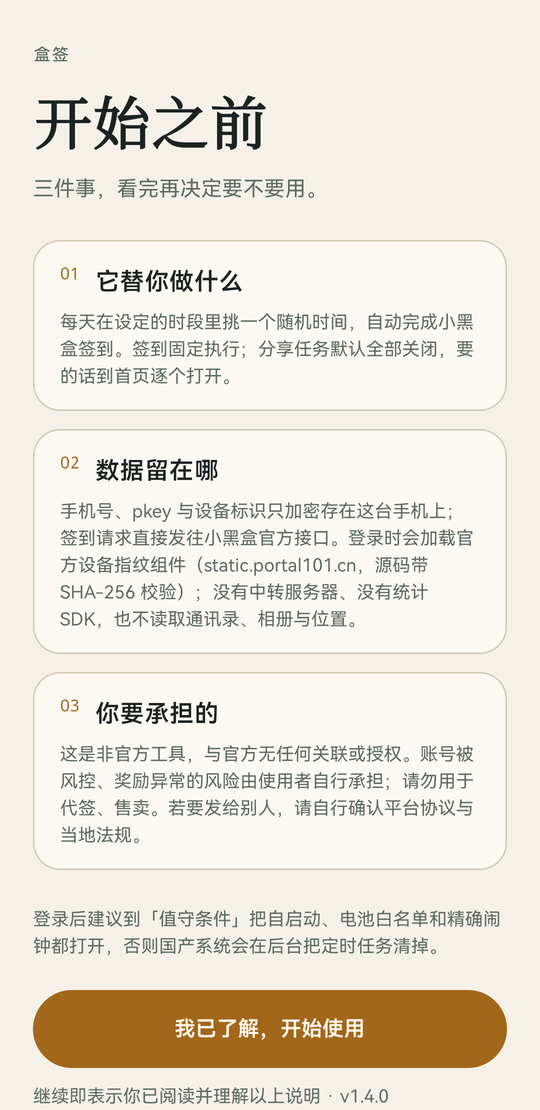 盒签
开始之前
三件事，看完再决定要不要用。
01 它替你做什么
每天在设定的时段里挑一个随机时间，自动完成小黑
盒签到。签到固定执行；分享任务默认全部关闭，要
的话到首页逐个打开。
02 数据留在哪
手机号、pkey 与设备标识只加密存在这台手机上；
签到请求直接发往小黑盒官方接口。登录时会加载官
方设备指纹组件（static.portal101.cn，源码带
SHA-256 校验）；没有中转服务器、没有统计
SDK，也不读取通讯录、相册与位置。
03 你要承担的
这是非官方工具，与官方无任何关联或授权。账号被
风控、奖励异常的风险由使用者自行承担；请勿用于
代签、售卖。若要发给别人，请自行确认平台协议与
当地法规。
登录后建议到「值守条件」把自启动、电池白名单和精确闹
钟都打开，否则国产系统会在后台把定时任务清掉。
我已了解，开始使用
继续即表示你已阅读并理解以上说明 · v1.4.0